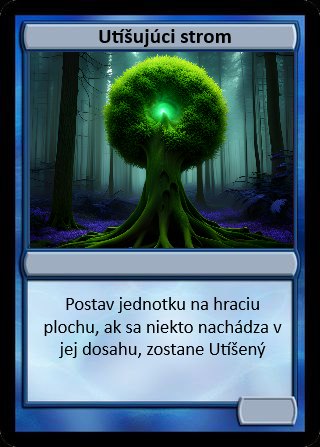 Utíšujúci strom
Postav jednotku na hraciu
plochu, ak sa niekto nachádza v
jej dosahu, zostane Utíšený